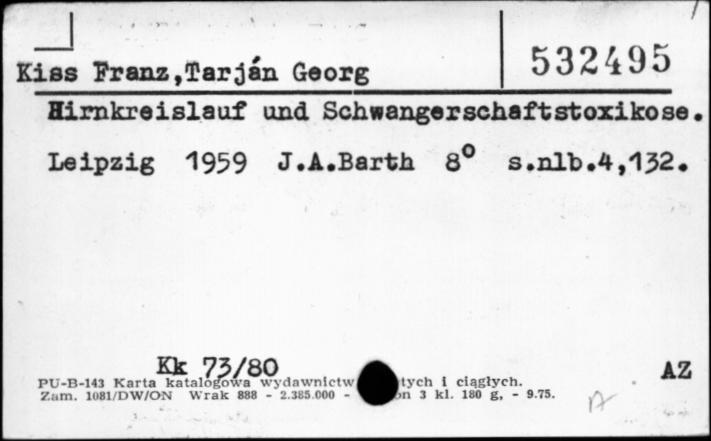 532495
Kiss Franz,Tarján Georg
Hirnkreislauf und Schwangerschaftstoxikose.
Leipzig 1959 J.A.Barth 8° s.nlb.4,132.
Kk 73/80
AZ
PU-B-143 Karta katalogowa wydawnictw tych i ciągłych.
Zam. 1081/DW/ON Wrak 888 - 2.385.000 - on 3 kl. 180 g, - 9.75.